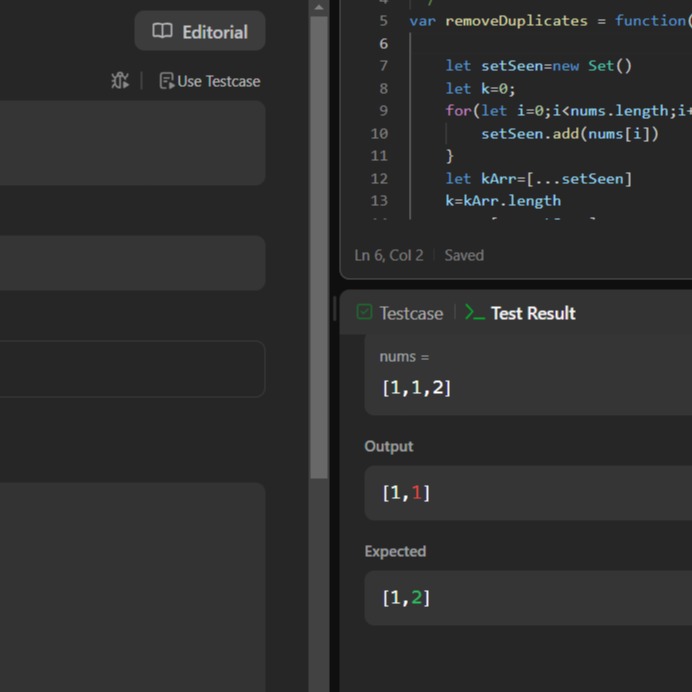 Editorial
Use Testcase
5 var removeDuplicates = function(
6
7 let setSeen=new Set()
8 let k=0;
9 for(let i=0;i<nums.length;i+
10 setSeen.add(nums[i])
11 }
12 let kArr=[...setSeen]
13 k=kArr.length
Ln 6, Col 2 Saved
Testcase Test Result
nums =
[1,1,2]
Output
[1,1]
Expected
[1,2]